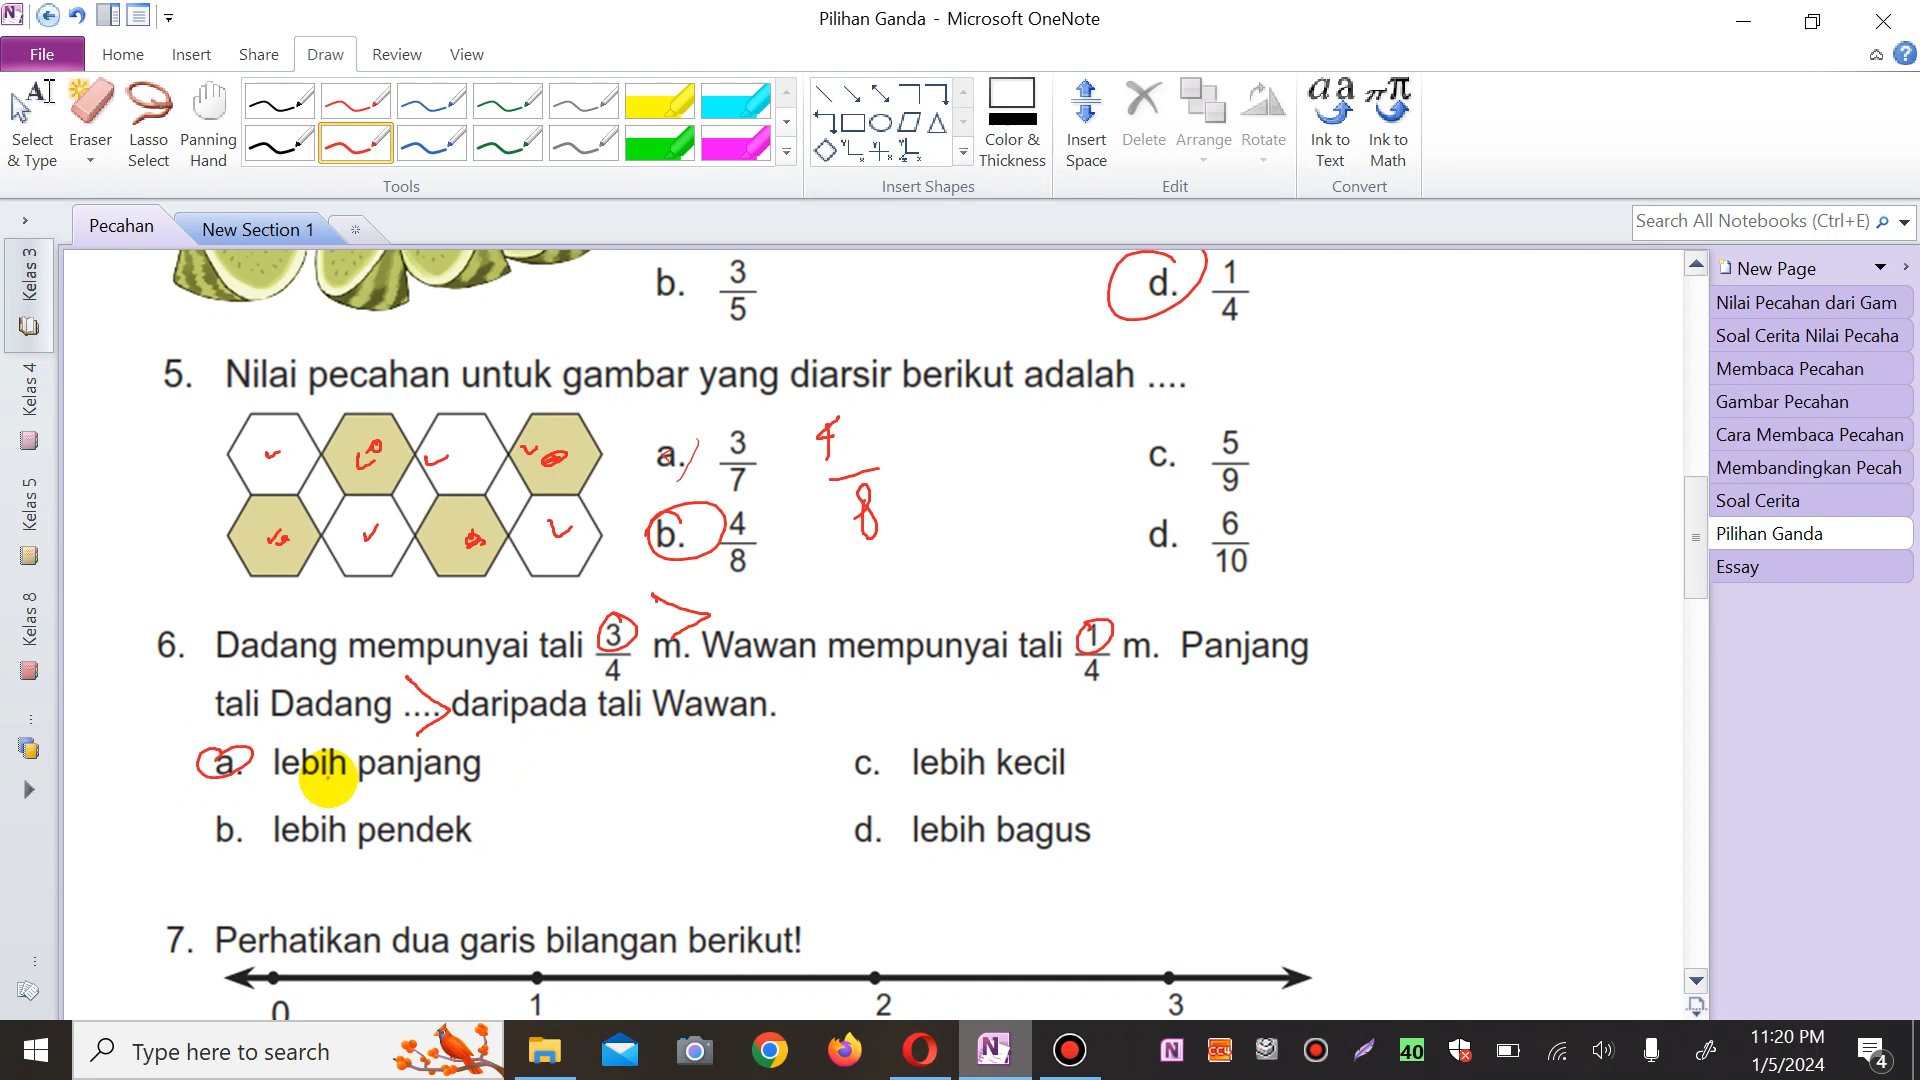 Pilihan Ganda - Microsoft OneNote
File Home Insert Share Draw Review View
Select & Type
Eraser
Lasso Select
Panning Hand
Color & Thickness
Insert Space
Delete
Arrange
Rotate
Ink to Text
Ink to Math
Tools
Insert Shapes
Edit
Convert
Pecahan
New Section 1
Search All Notebooks (Ctrl+E)
Kelas 3
Kelas 4
Kelas 5
Kelas 8
New Page
Nilai Pecahan dari Gam
Soal Cerita Nilai Pecaha
Membaca Pecahan
Gambar Pecahan
Cara Membaca Pecahan
Membandingkan Pecah
Soal Cerita
Pilihan Ganda
Essay
b. 3/5
d. 1/4
5. Nilai pecahan untuk gambar yang diarsir berikut adalah ....
a. 3/7
4/8
c. 5/9
b. 4/8
d. 6/10
>
6. Dadang mempunyai tali 3/4 m. Wawan mempunyai tali 1/4 m. Panjang
tali Dadang .... > daripada tali Wawan.
a. lebih panjang
c. lebih kecil
b. lebih pendek
d. lebih bagus
7. Perhatikan dua garis bilangan berikut!
0 1 2 3
Type here to search
CC4
40
11:20 PM
1/5/2024
4